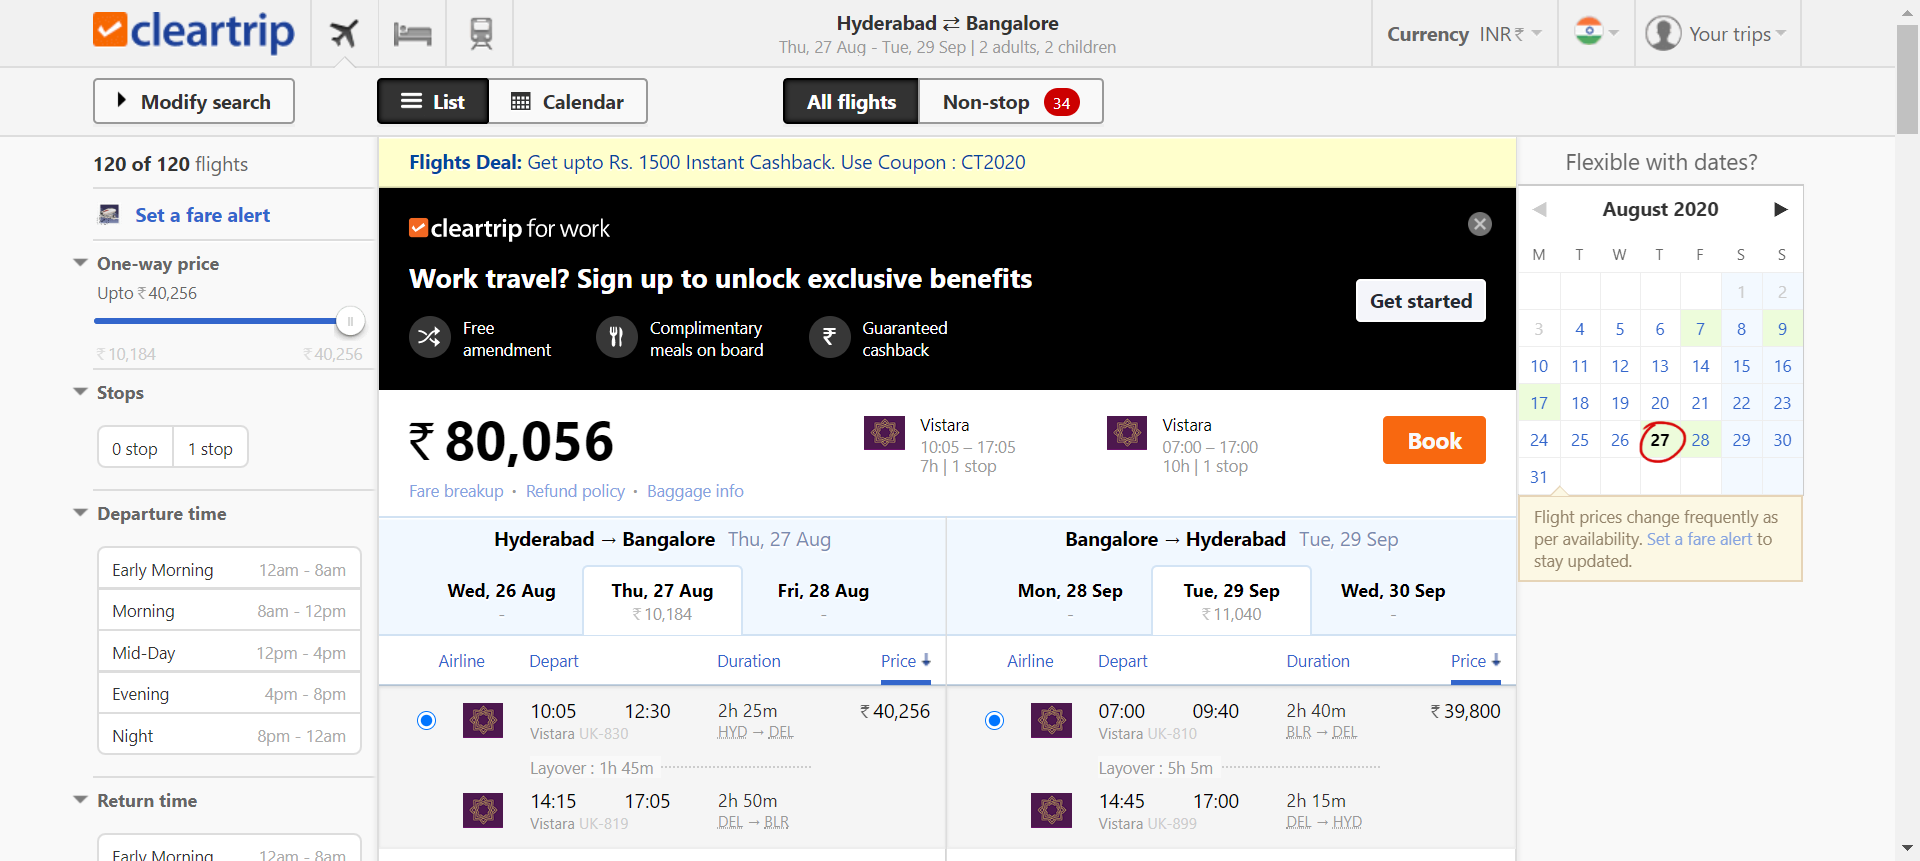 cleartrip
Hyderabad ⇄ Bangalore
Thu, 27 Aug - Tue, 29 Sep | 2 adults, 2 children
Currency INR ₹
Your trips
Modify search
List
Calendar
All flights
Non-stop 34
120 of 120 flights
Set a fare alert
One-way price
Upto ₹40,256
₹10,184 ₹40,256
Stops
0 stop 1 stop
Departure time
Early Morning 12am - 8am
Morning 8am - 12pm
Mid-Day 12pm - 4pm
Evening 4pm - 8pm
Night 8pm - 12am
Return time
Early Morning 12am - 8am
Flights Deal: Get upto Rs. 1500 Instant Cashback. Use Coupon : CT2020
cleartrip for work
Work travel? Sign up to unlock exclusive benefits
Free
amendment
Complimentary
meals on board
₹
Guaranteed
cashback
Get started
₹ 80,056
Fare breakup • Refund policy • Baggage info
Vistara
10:05 – 17:05
7h | 1 stop
Vistara
07:00 – 17:00
10h | 1 stop
Book
Hyderabad → Bangalore Thu, 27 Aug
Wed, 26 Aug
-
Thu, 27 Aug
₹10,184
Fri, 28 Aug
-
Airline Depart Duration Price
10:05 12:30 2h 25m ₹40,256
Vistara UK-830 HYD → DEL
Layover : 1h 45m
14:15 17:05 2h 50m
Vistara UK-819 DEL → BLR
Bangalore → Hyderabad Tue, 29 Sep
Mon, 28 Sep
-
Tue, 29 Sep
₹11,040
Wed, 30 Sep
-
Airline Depart Duration Price
07:00 09:40 2h 40m ₹39,800
Vistara UK-810 BLR → DEL
Layover : 5h 5m
14:45 17:00 2h 15m
Vistara UK-899 DEL → HYD
Flexible with dates?
August 2020
M T W T F S S
1 2
3 4 5 6 7 8 9
10 11 12 13 14 15 16
17 18 19 20 21 22 23
24 25 26 27 28 29 30
31
Flight prices change frequently as
per availability. Set a fare alert to
stay updated.